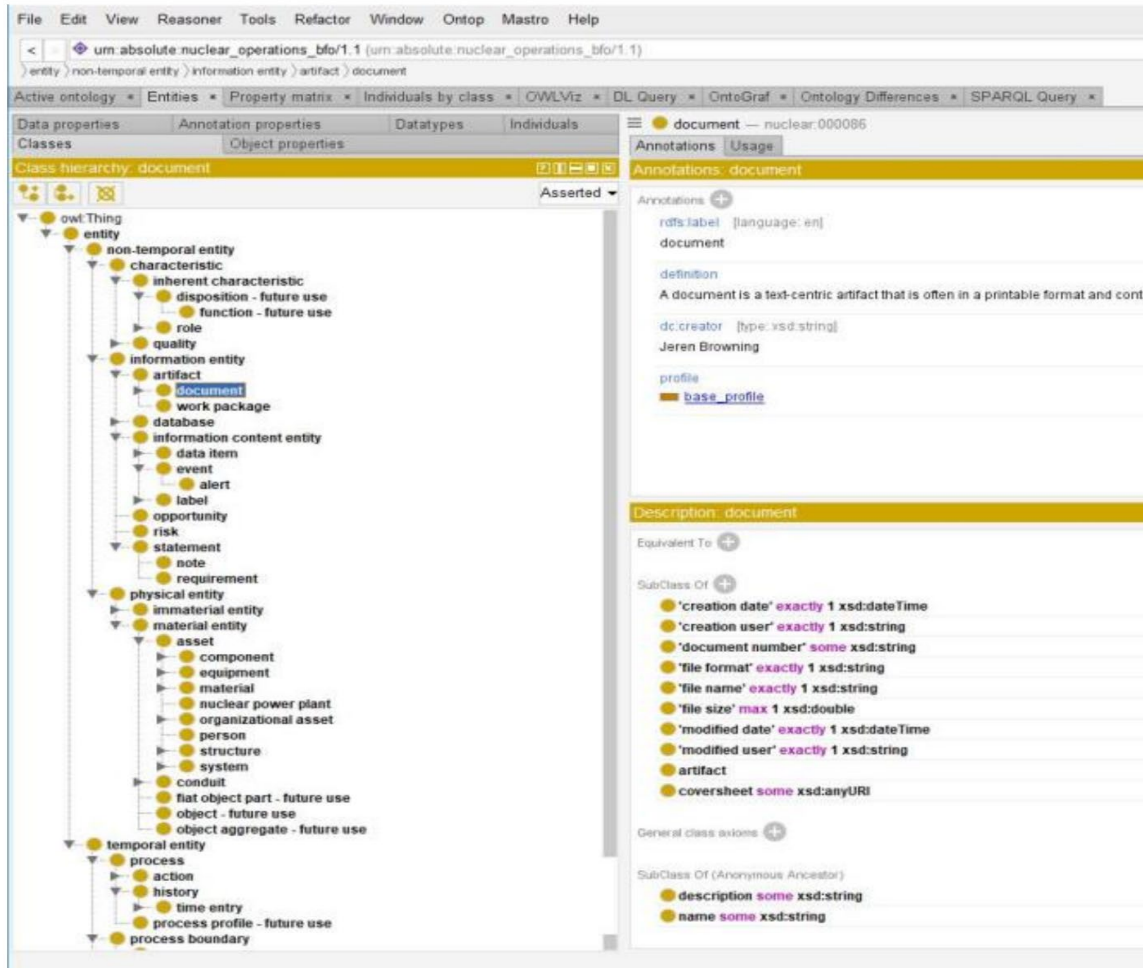 File Edit View Reasoner Tools Refactor Window Ontop Mastro Help
< > urn:absolute:nuclear_operations_bfo/1.1 (urn:absolute:nuclear_operations_bfo/1.1)
entity non-temporal entity information entity artifact document
Active ontology Entities Property matrix Individuals by class OWLViz DL Query OntoGraf Ontology Differences SPARQL Query
Data properties Annotation properties Datatypes Individuals
Classes Object properties
Class hierarchy: document
Asserted
owl:Thing
entity
non-temporal entity
characteristic
inherent characteristic
disposition - future use
function - future use
role
quality
information entity
artifact
document
work package
database
information content entity
data item
event
alert
label
opportunity
risk
statement
note
requirement
physical entity
immaterial entity
material entity
asset
component
equipment
material
nuclear power plant
organizational asset
person
structure
system
conduit
fiat object part - future use
object - future use
object aggregate - future use
temporal entity
process
action
history
time entry
process profile - future use
process boundary
document — nuclear:000086
Annotations Usage
Annotations: document
Annotations
rdfs:label [language: en]
document
definition
A document is a text-centric artifact that is often in a printable format and cont
dc:creator [type: xsd:string]
Jeren Browning
profile
base_profile
Description: document
Equivalent To
SubClass Of
'creation date' exactly 1 xsd:dateTime
'creation user' exactly 1 xsd:string
'document number' some xsd:string
'file format' exactly 1 xsd:string
'file name' exactly 1 xsd:string
'file size' max 1 xsd:double
'modified date' exactly 1 xsd:dateTime
'modified user' exactly 1 xsd:string
artifact
coversheet some xsd:anyURI
General class axioms
SubClass Of (Anonymous Ancestor)
description some xsd:string
name some xsd:string